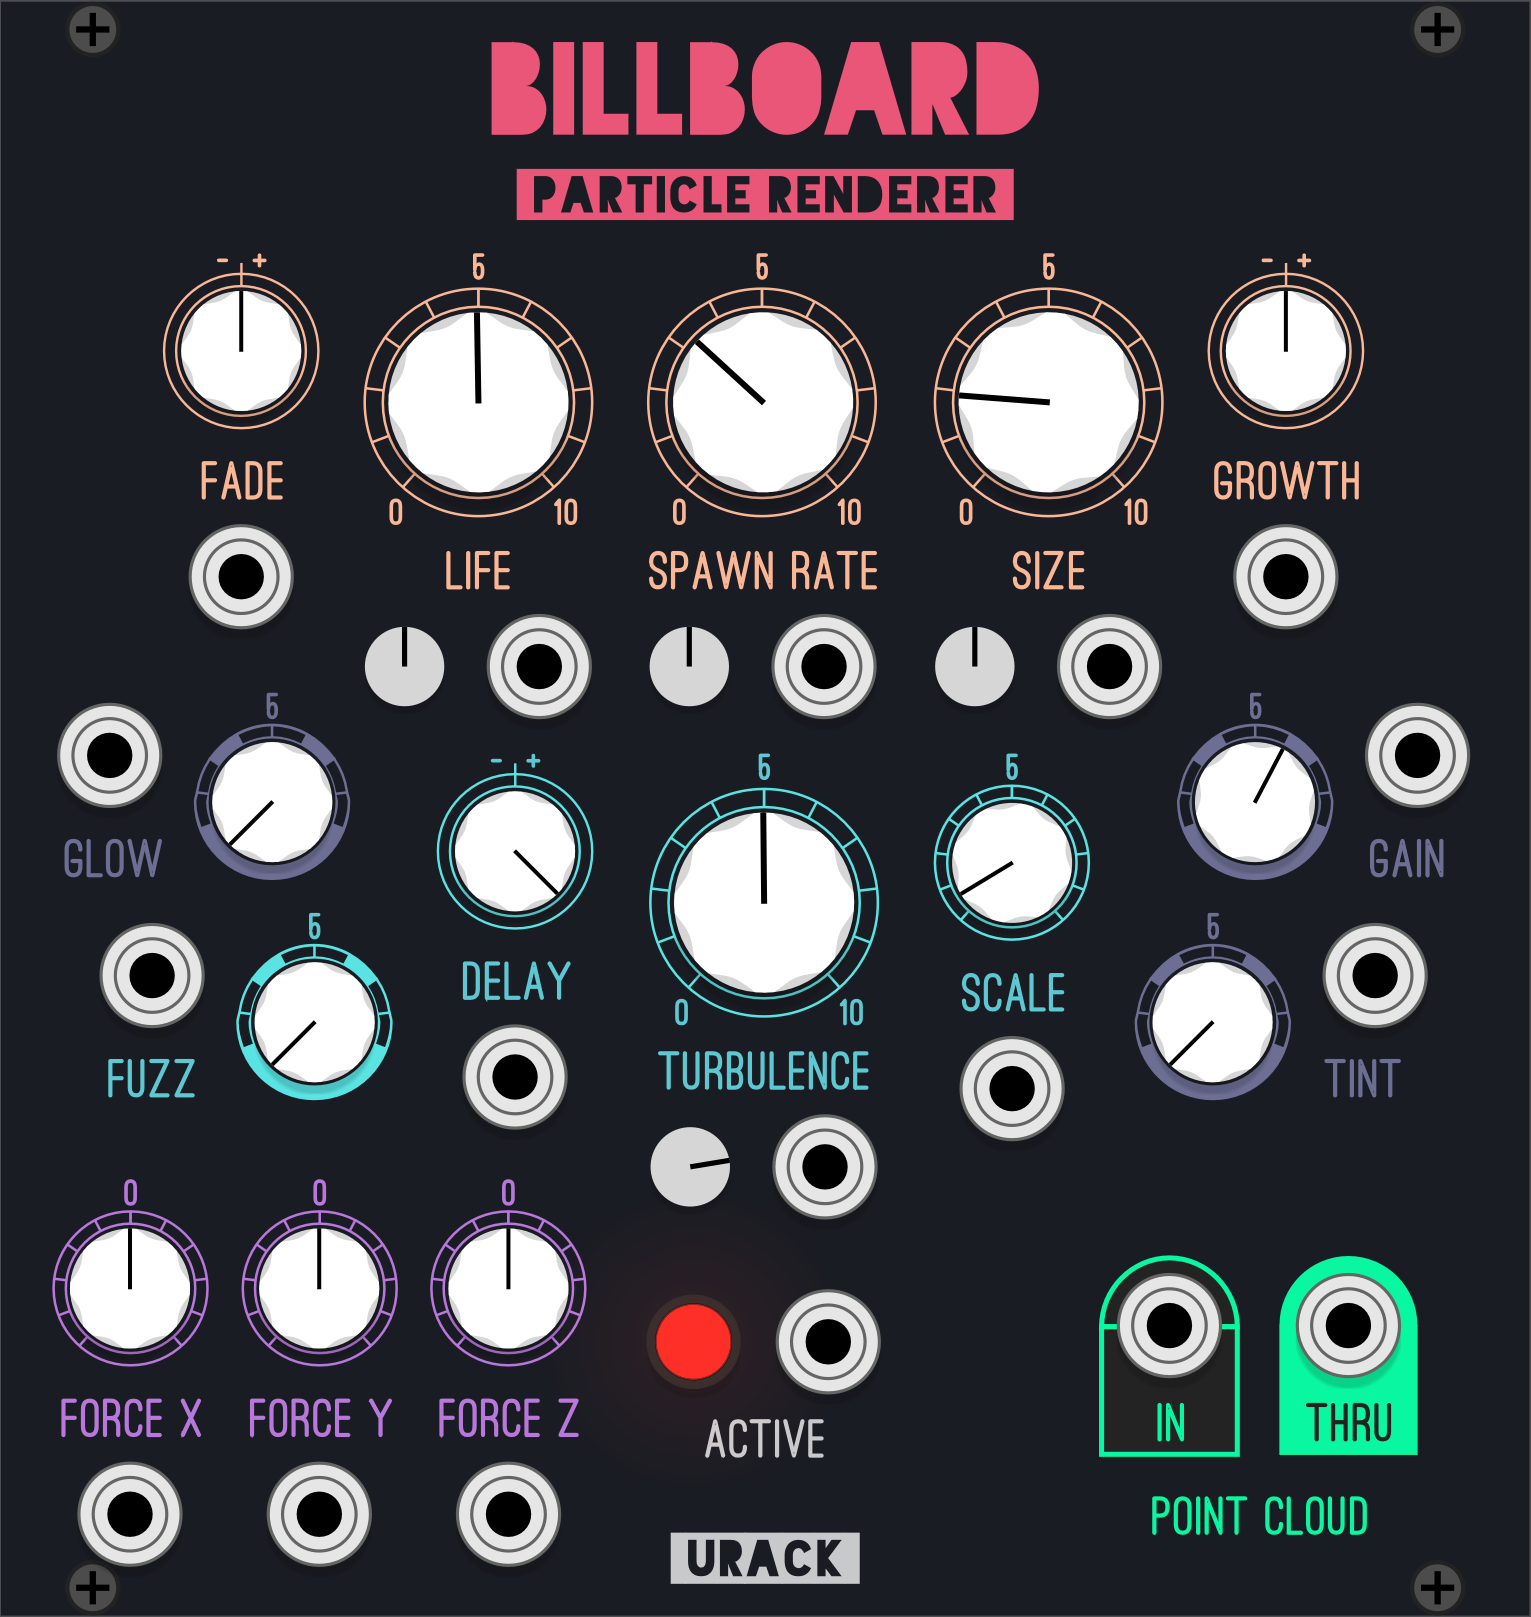 BILLBOARD
PARTICLE RENDERER
- +
5
5
5
- +
0 10
0 10
0 10
FADE
GROWTH
LIFE
SPAWN RATE
SIZE
5
5
GLOW
GAIN
- +
5
5
5
5
DELAY
SCALE
0 10
FUZZ
TURBULENCE
TINT
0
0
0
FORCE X
FORCE Y
FORCE Z
ACTIVE
IN
THRU
POINT CLOUD
URACK